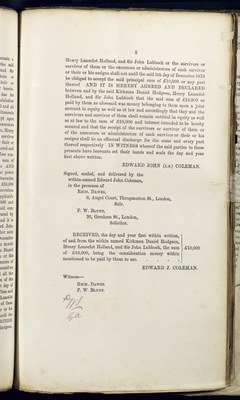 8
Henry Lancelot Holland, and Sir John Lubbock or the survivors or
survivors of them or the executors or administrators of such survivor
or their or his assigns shall not until the said 5th day of December 1873
be obliged to accept the said principal sum of £10,000 or any part
thereof AND IT IS HEREBY AGREED AND DECLARED
between and by the said Kirkman Daniel Hodgson, Henry Lancelot
Holland, and Sir John Lubbock that the said sum of £10,000 so
paid by them as aforesaid was money belonging to them upon a joint
account in equity as well as at law and accordingly that they and the
survivors and survivor of them shall remain entitled in equity as well
as at law to the sum of £10,000 and interest intended to be hereby
secured and that the receipt of the survivors or survivor of them or
of the executors or administrators of such survivor or their or his
assigns shall be an effectual discharge for the same and every part
thereof respectively IN WITNESS whereof the said parties to these
presents have hereunto set their hands and seals the day and year
first above written.
EDWARD JOHN (L.S.) COLEMAN.
Signed, sealed, and delivered by the
within-named Edward John Coleman,
in the presence of
RICH. DAWES,
9, Angel Court, Throgmorton St., London,
Solr.
F. W. BLUNT,
26, Gresham St., London,
Solicitor.
RECEIVED, the day and year first within written,
of and from the within named Kirkman Daniel Hodgson,
Henry Lancelot Holland, and Sir John Lubbock, the sum £10,000
of £10,000, being the consideration money within
mentioned to be paid by them to me.
EDWARD J. COLEMAN.
Witness—
RICH. DAWES.
F. W. BLUNT.